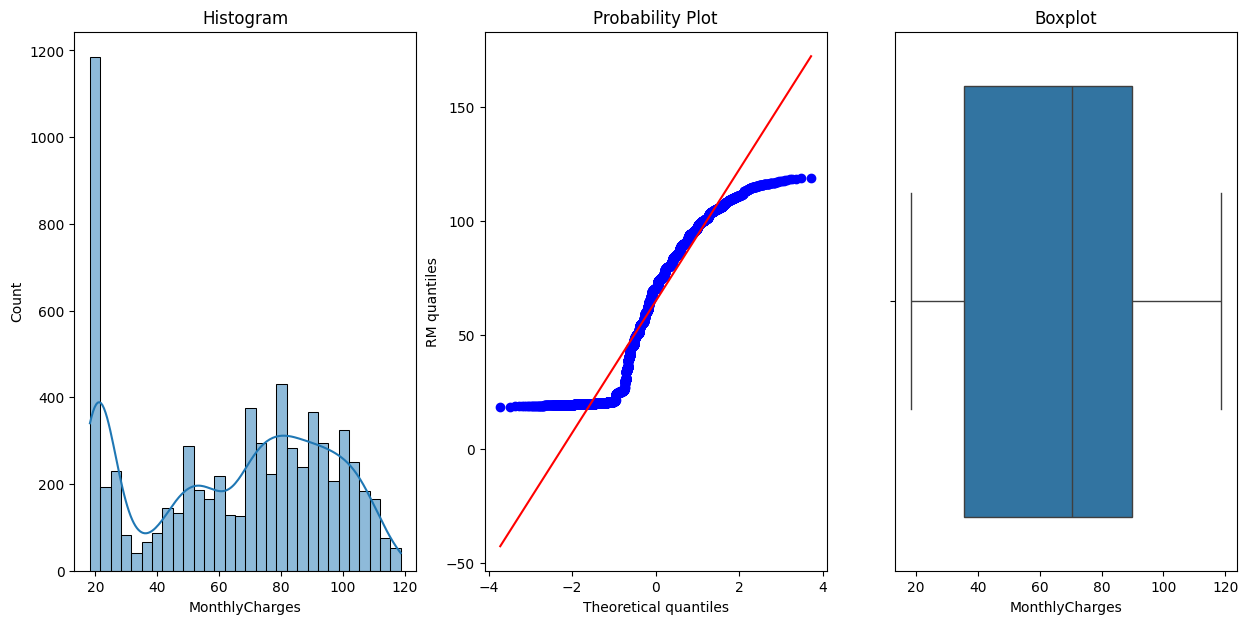 Histogram
1200
1000
800
600
400
200
0
Count
20 40 60 80 100 120
MonthlyCharges
Probability Plot
150
100
50
0
−50
RM quantiles
−4 −2 0 2 4
Theoretical quantiles
Boxplot
20 40 60 80 100 120
MonthlyCharges